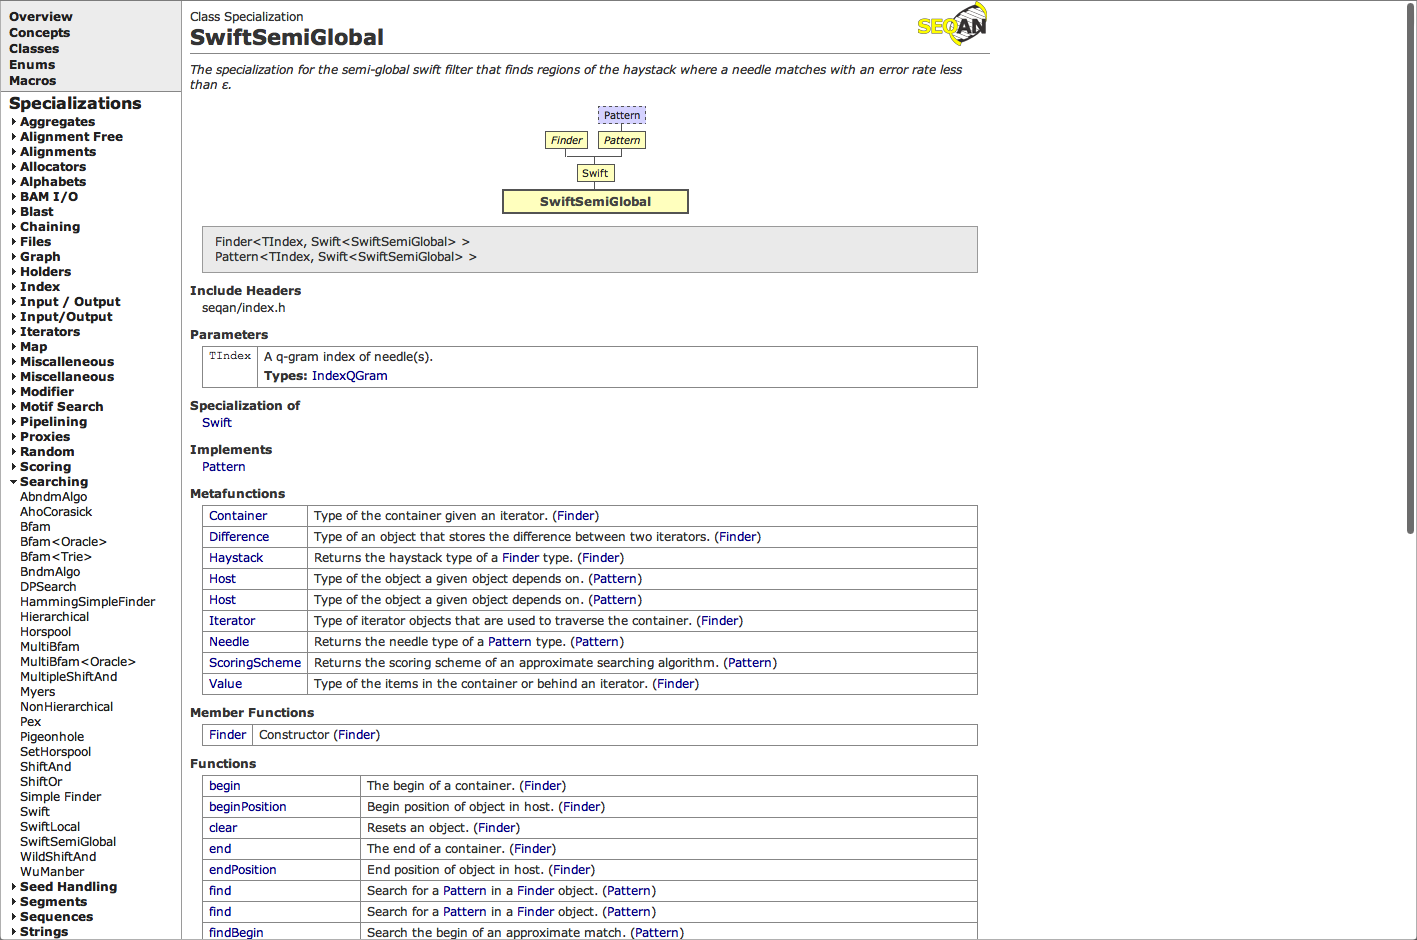 Overview
Concepts
Classes
Enums
Macros
Specializations
Aggregates
Alignment Free
Alignments
Allocators
Alphabets
BAM I/O
Blast
Chaining
Files
Graph
Holders
Index
Input / Output
Input/Output
Iterators
Map
Miscalleneous
Miscellaneous
Modifier
Motif Search
Pipelining
Proxies
Random
Scoring
Searching
AbndmAlgo
AhoCorasick
Bfam
Bfam<Oracle>
Bfam<Trie>
BndmAlgo
DPSearch
HammingSimpleFinder
Hierarchical
Horspool
MultiBfam
MultiBfam<Oracle>
MultipleShiftAnd
Myers
NonHierarchical
Pex
Pigeonhole
SetHorspool
ShiftAnd
ShiftOr
Simple Finder
Swift
SwiftLocal
SwiftSemiGlobal
WildShiftAnd
WuManber
Seed Handling
Segments
Sequences
Strings
Class Specialization
SwiftSemiGlobal
SEQAN
The specialization for the semi-global swift filter that finds regions of the haystack where a needle matches with an error rate less
than ε.
Pattern
Finder Pattern
Swift
SwiftSemiGlobal
Finder<TIndex, Swift<SwiftSemiGlobal> >
Pattern<TIndex, Swift<SwiftSemiGlobal> >
Include Headers
seqan/index.h
Parameters
TIndex A q-gram index of needle(s).
Types: IndexQGram
Specialization of
Swift
Implements
Pattern
Metafunctions
Container Type of the container given an iterator. (Finder)
Difference Type of an object that stores the difference between two iterators. (Finder)
Haystack Returns the haystack type of a Finder type. (Finder)
Host Type of the object a given object depends on. (Pattern)
Host Type of the object a given object depends on. (Pattern)
Iterator Type of iterator objects that are used to traverse the container. (Finder)
Needle Returns the needle type of a Pattern type. (Pattern)
ScoringScheme Returns the scoring scheme of an approximate searching algorithm. (Pattern)
Value Type of the items in the container or behind an iterator. (Finder)
Member Functions
Finder Constructor (Finder)
Functions
begin The begin of a container. (Finder)
beginPosition Begin position of object in host. (Finder)
clear Resets an object. (Finder)
end The end of a container. (Finder)
endPosition End position of object in host. (Finder)
find Search for a Pattern in a Finder object. (Pattern)
find Search for a Pattern in a Finder object. (Pattern)
findBegin Search the begin of an approximate match. (Pattern)